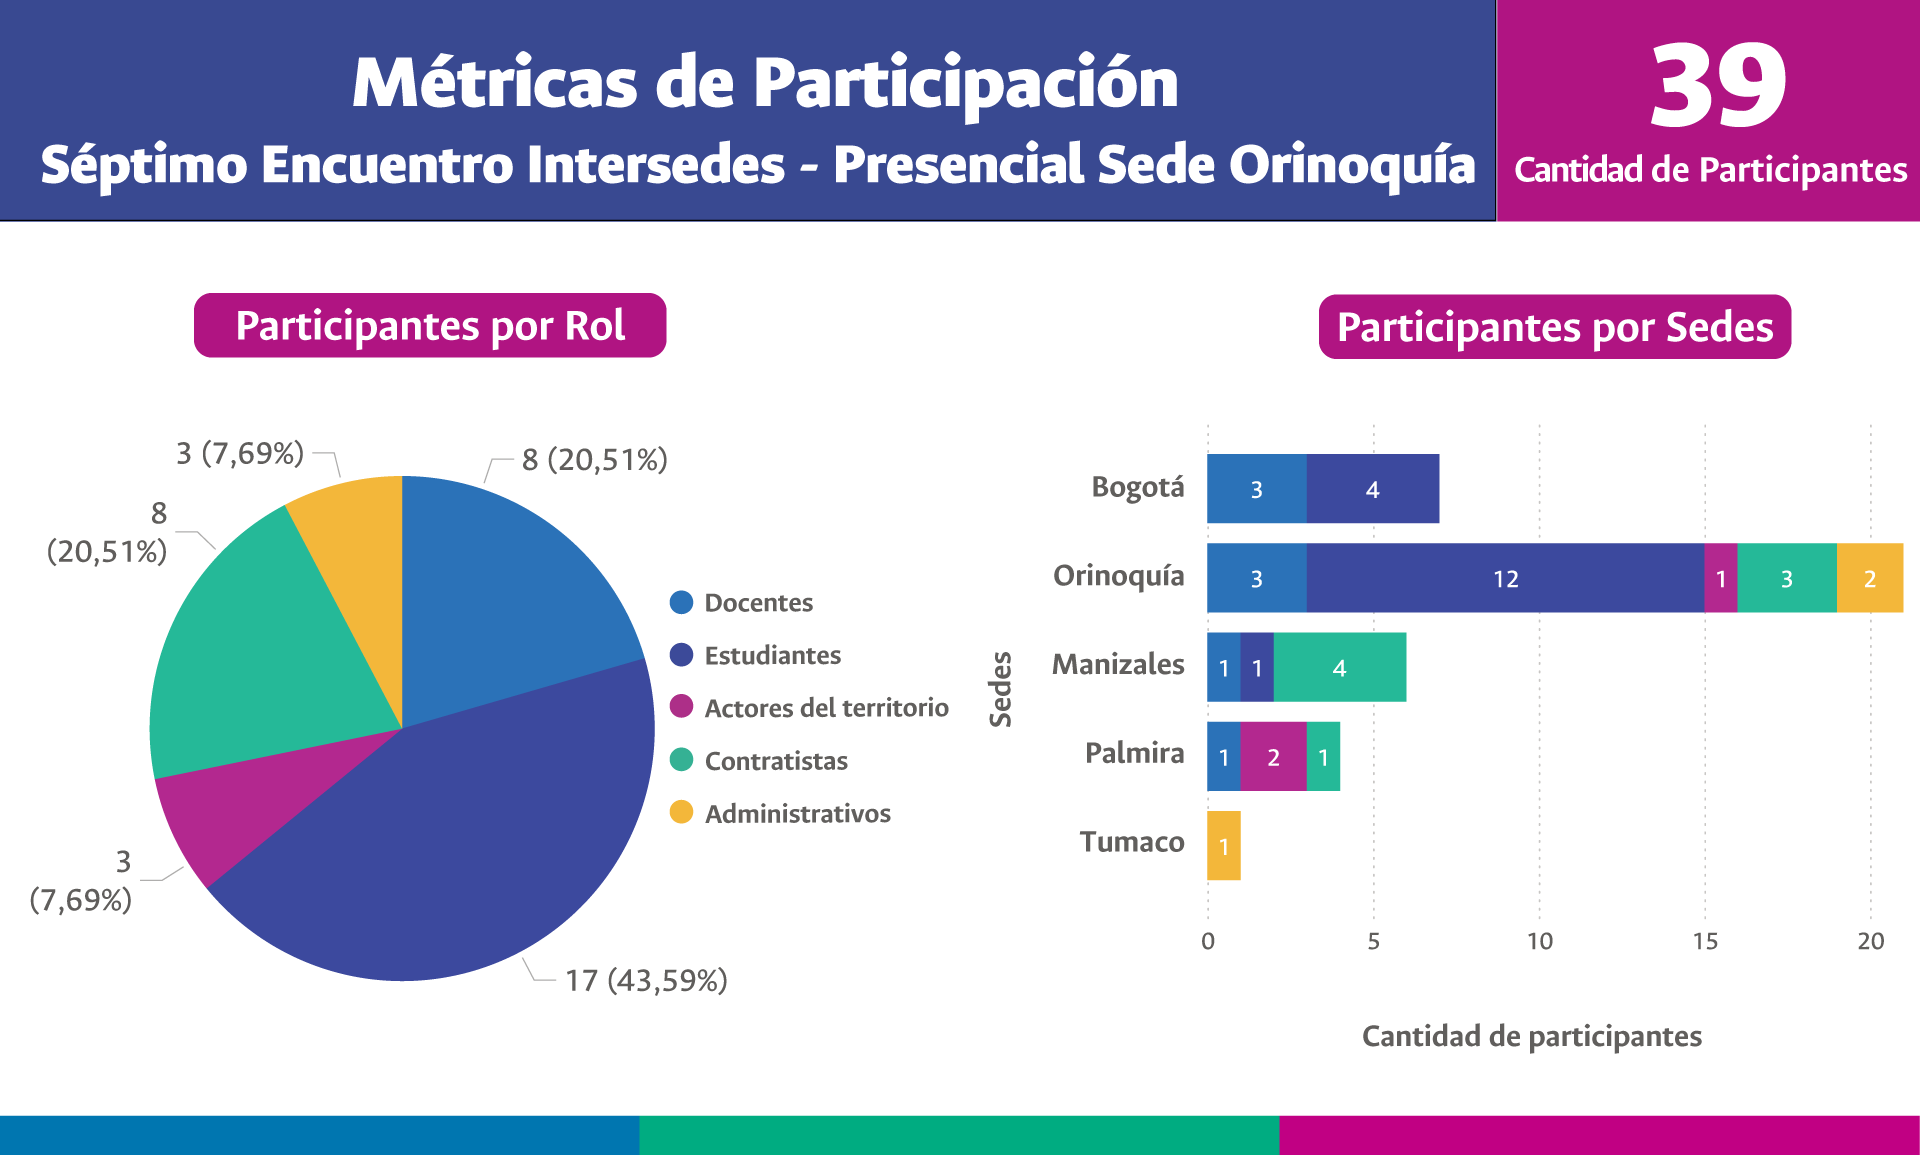 Métricas de Participación
Séptimo Encuentro Intersedes - Presencial Sede Orinoquía
39
Cantidad de Participantes
Participantes por Rol
3 (7,69%)
8 (20,51%)
8
(20,51%)
3
(7,69%)
17 (43,59%)
Docentes
Estudiantes
Actores del territorio
Contratistas
Administrativos
Participantes por Sedes
Sedes
Bogotá
3 4
Orinoquía
3 12 1 3 2
Manizales
1 1 4
Palmira
1 2 1
Tumaco
1
0 5 10 15 20
Cantidad de participantes